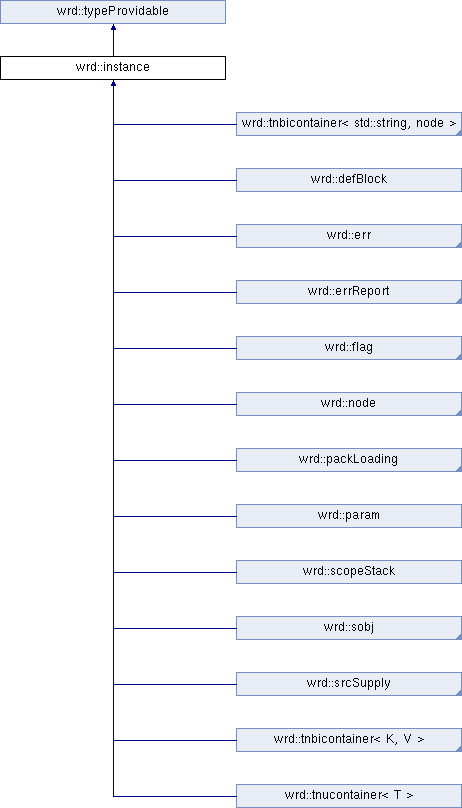 wrd::typeProvidable
wrd::instance
wrd::tnbicontainer< std::string, node >
wrd::defBlock
wrd::err
wrd::errReport
wrd::flag
wrd::node
wrd::packLoading
wrd::param
wrd::scopeStack
wrd::sobj
wrd::srcSupply
wrd::tnbicontainer< K, V >
wrd::tnucontainer< T >